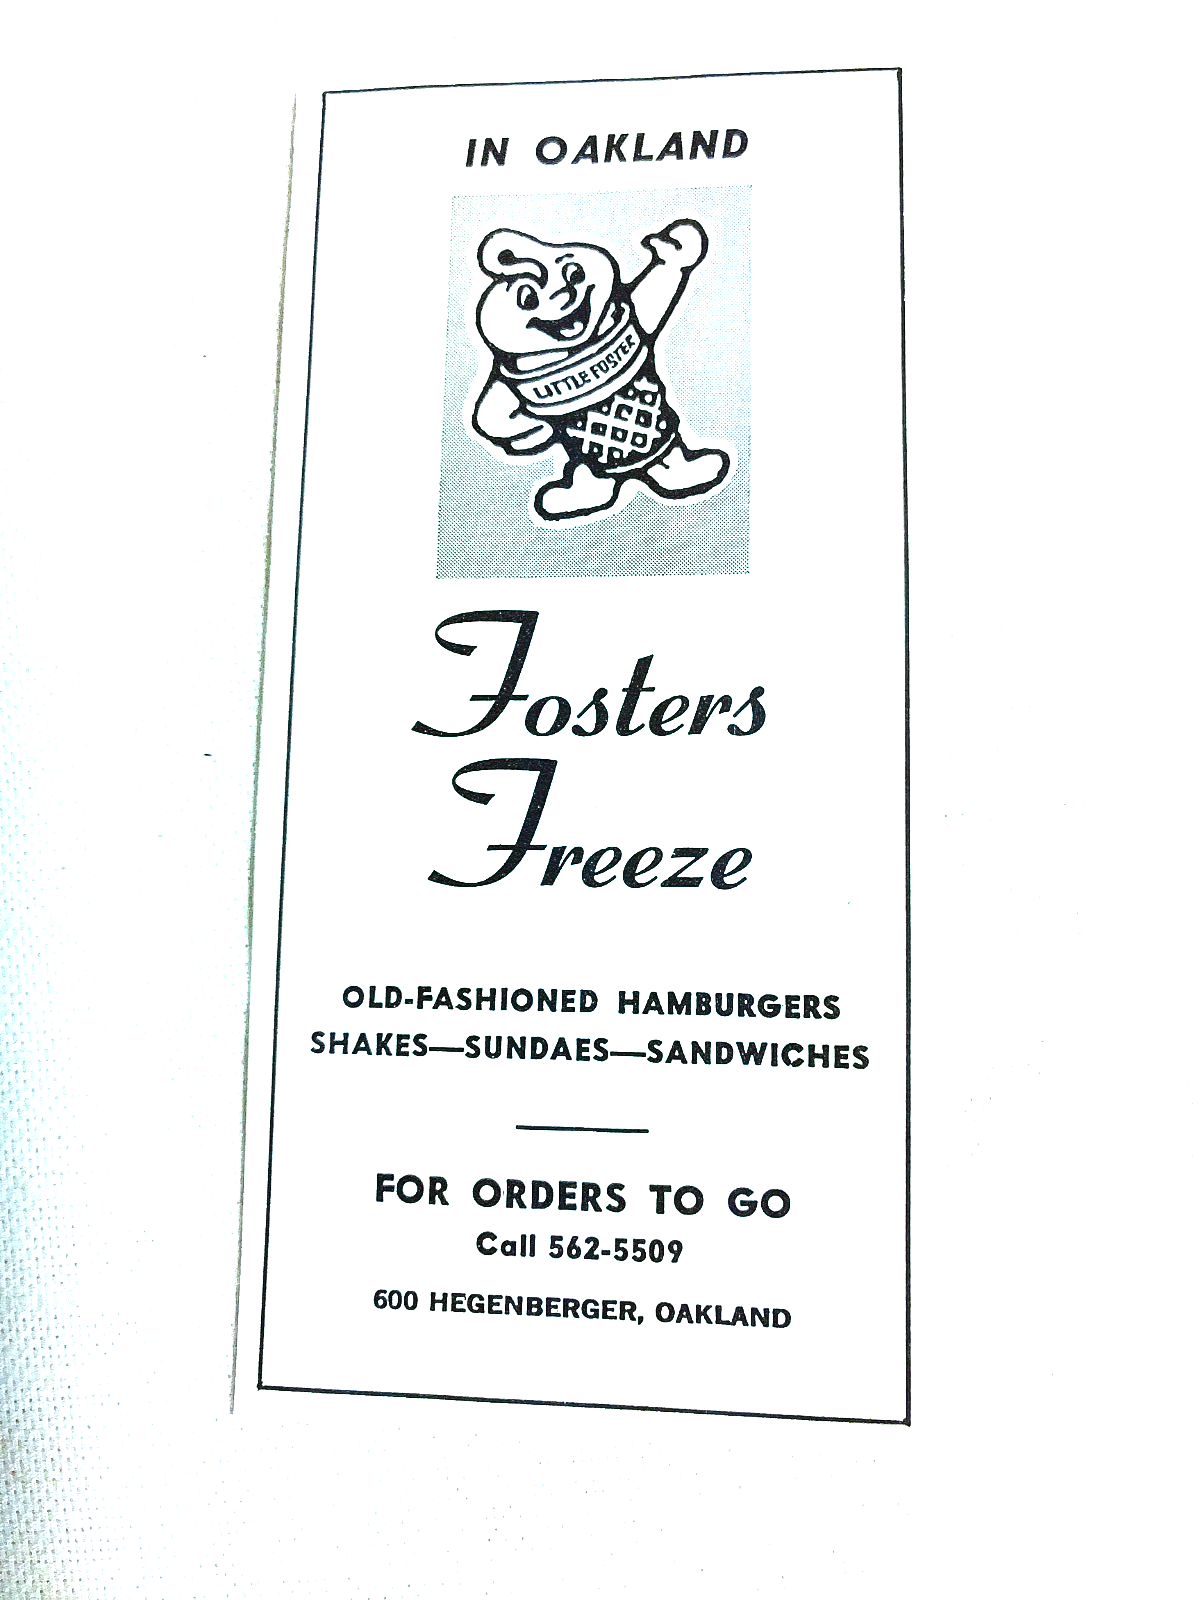 IN OAKLAND
LITTLE FOSTER
Fosters
Freeze
OLD-FASHIONED HAMBURGERS
SHAKES—SUNDAES—SANDWICHES
FOR ORDERS TO GO
Call 562-5509
600 HEGENBERGER, OAKLAND